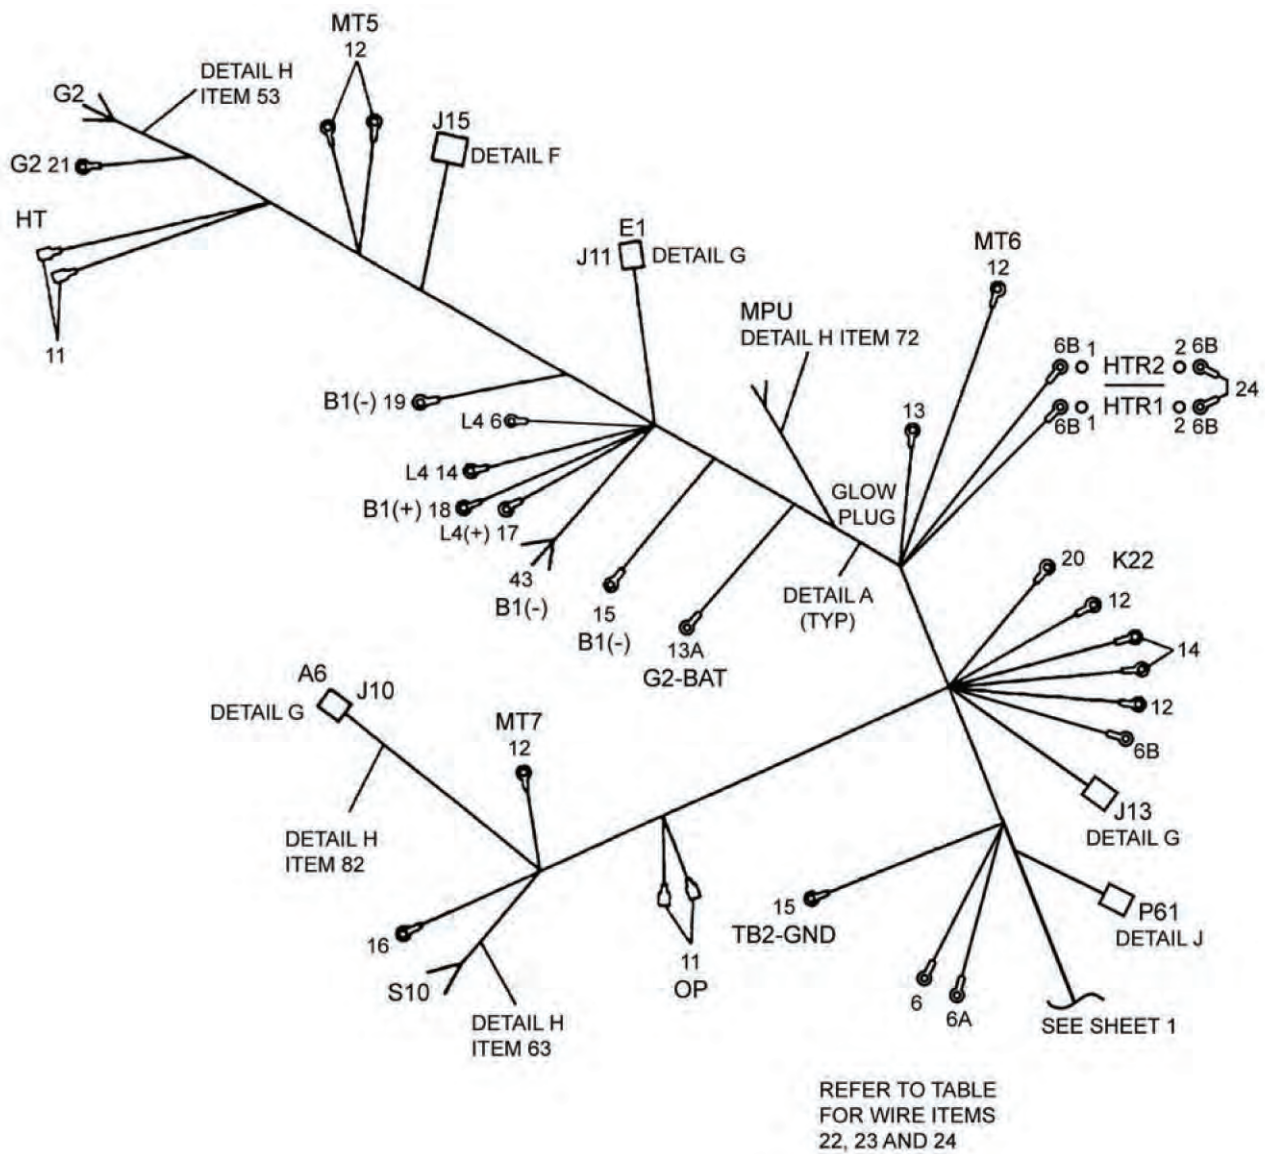 MT5
12
DETAIL H
ITEM 53
G2
J15
DETAIL F
G2 21
HT
11
E1
J11 DETAIL G
MT6
12
MPU
DETAIL H ITEM 72
6B 1 2 6B
HTR2
24
HTR1
6B 1 2 6B
B1(-) 19
L4 6
13
L4 14
B1(+) 18
L4(+) 17
GLOW
PLUG
43
B1(-)
15
B1(-)
13A
G2-BAT
DETAIL A
(TYP)
20 K22
12
14
12
6B
J13
DETAIL G
A6
J10
DETAIL G
MT7
12
DETAIL H
ITEM 82
16
S10
DETAIL H
ITEM 63
11
OP
15
TB2-GND
P61
DETAIL J
6
6A
SEE SHEET 1
REFER TO TABLE
FOR WIRE ITEMS
22, 23 AND 24